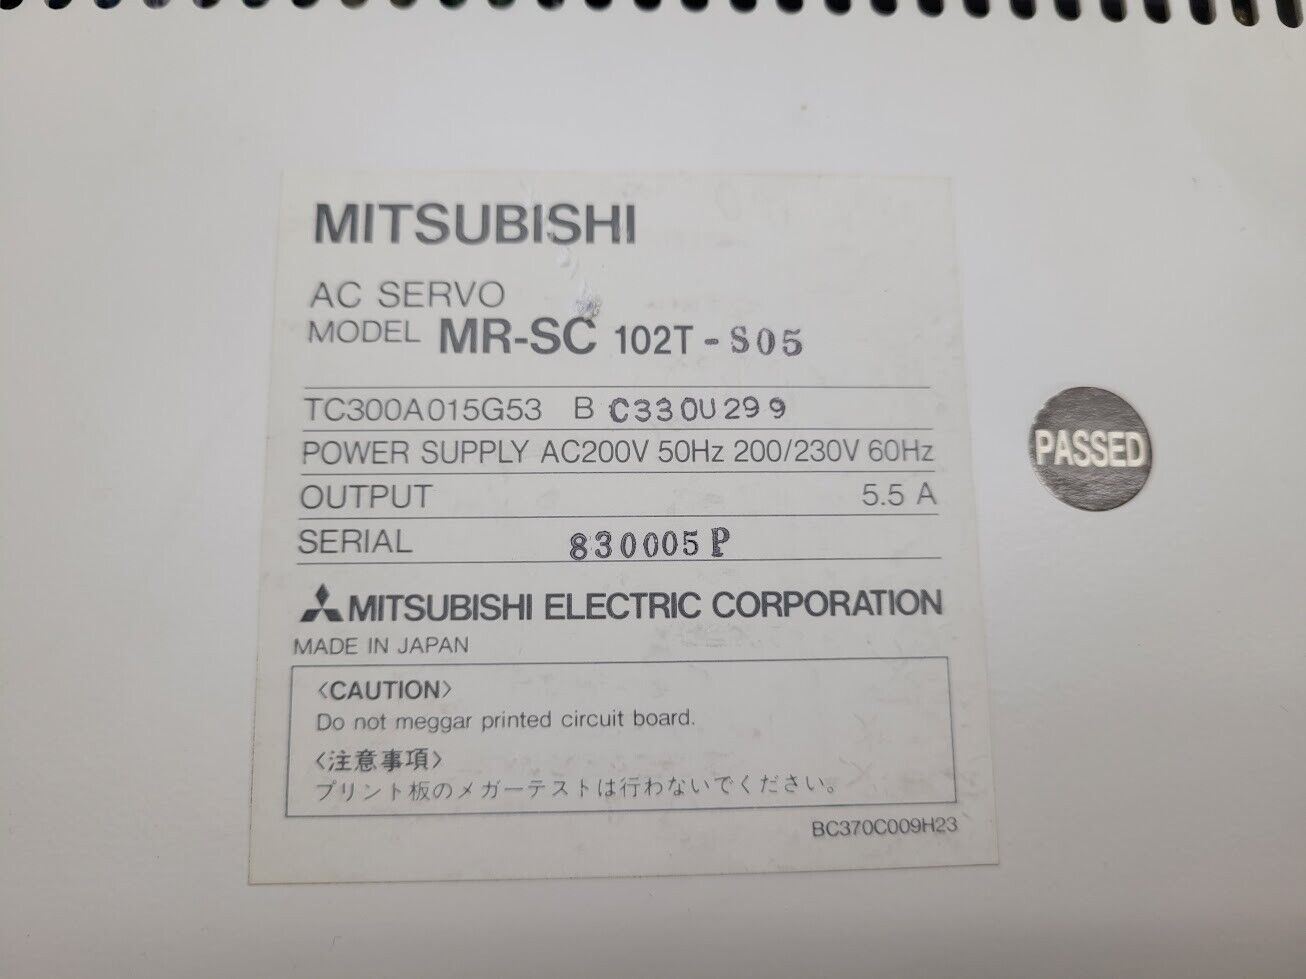 MITSUBISHI
AC SERVO
MODEL MR-SC 102T-S05
TC300A015G53 B C330U299
POWER SUPPLY AC200V 50Hz 200/230V 60Hz
OUTPUT 5.5 A
SERIAL 830005P
MITSUBISHI ELECTRIC CORPORATION
MADE IN JAPAN
<CAUTION>
Do not meggar printed circuit board.
<注意事項>
プリント板のメガーテストは行わないでください。
BC370C009H23
PASSED